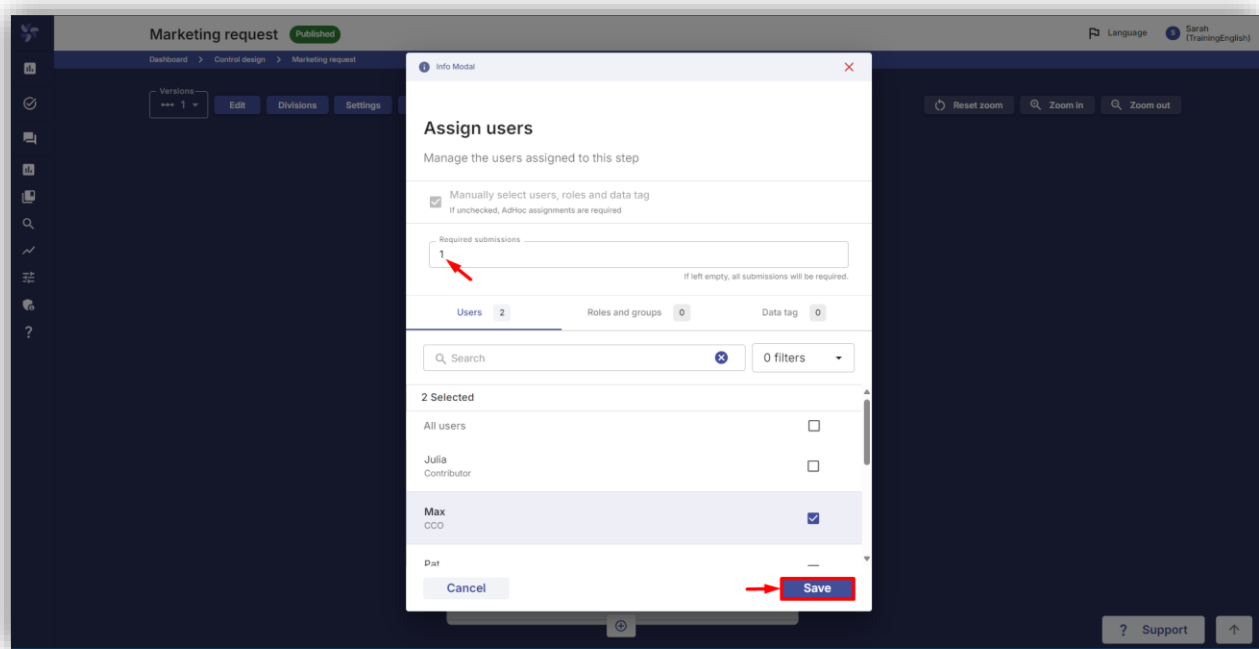 Marketing request Published
Language
S
Sarah
(TrainingEnglish)
Dashboard > Control design > Marketing request
Info Modal
Versions
1
Edit
Divisions
Settings
Reset zoom
Zoom in
Zoom out
Assign users
Manage the users assigned to this step
Manually select users, roles and data tag
If unchecked, AdHoc assignments are required
Required submissions
1
If left empty, all submissions will be required.
Users 2
Roles and groups 0
Data tag 0
Search
0 filters
2 Selected
All users
Julia
Contributor
Max
CCO
Pat
Cancel
Save
? Support